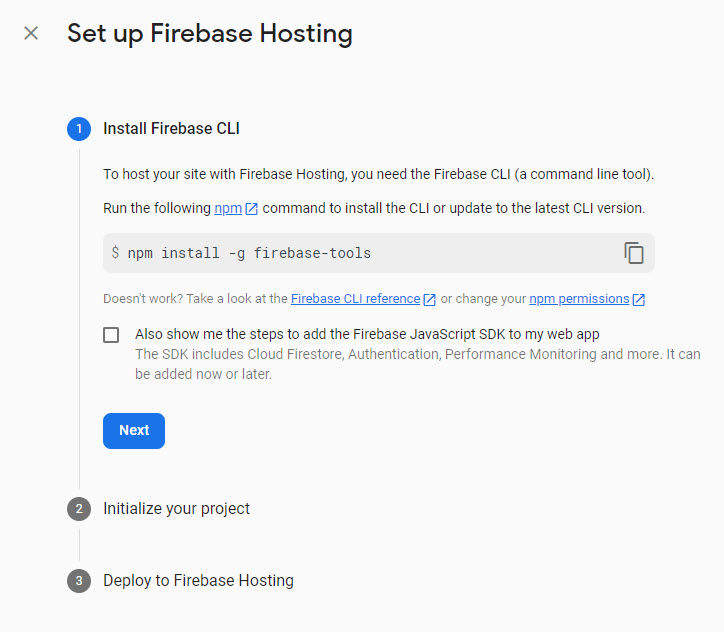 Set up Firebase Hosting
1 Install Firebase CLI
To host your site with Firebase Hosting, you need the Firebase CLI (a command line tool).
Run the following npm command to install the CLI or update to the latest CLI version.
$ npm install -g firebase-tools
Doesn't work? Take a look at the Firebase CLI reference or change your npm permissions
Also show me the steps to add the Firebase JavaScript SDK to my web app
The SDK includes Cloud Firestore, Authentication, Performance Monitoring and more. It can
be added now or later.
Next
2 Initialize your project
3 Deploy to Firebase Hosting